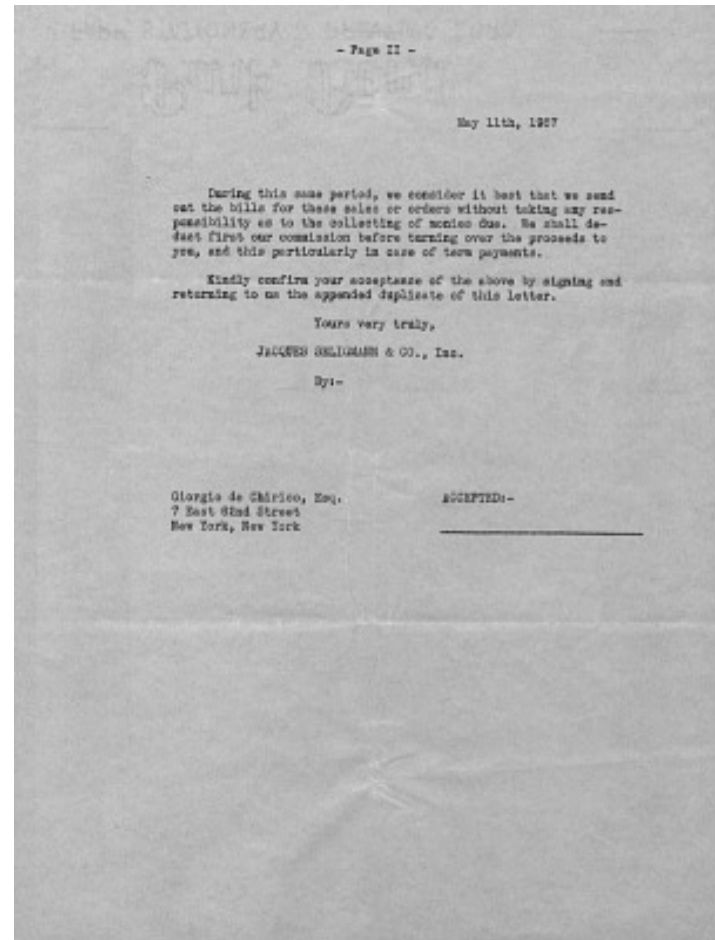 - Page II -
May 11th, 1937
During this same period, we consider it best that we send
out the bills for these sales or orders without taking any res-
ponsibility as to the collecting of monies due. We shall de-
duct first our commission before turning over the proceeds to
you, and this particularly in case of term payments.
Kindly confirm your acceptance of the above by signing and
returning to us the appended duplicate of this letter.
Yours very truly,
JACQUES SELIGMANN & CO., Inc.
By:-
Giorgio de Chirico, Esq.
7 East 62nd Street
New York, New York
ACCEPTED:-